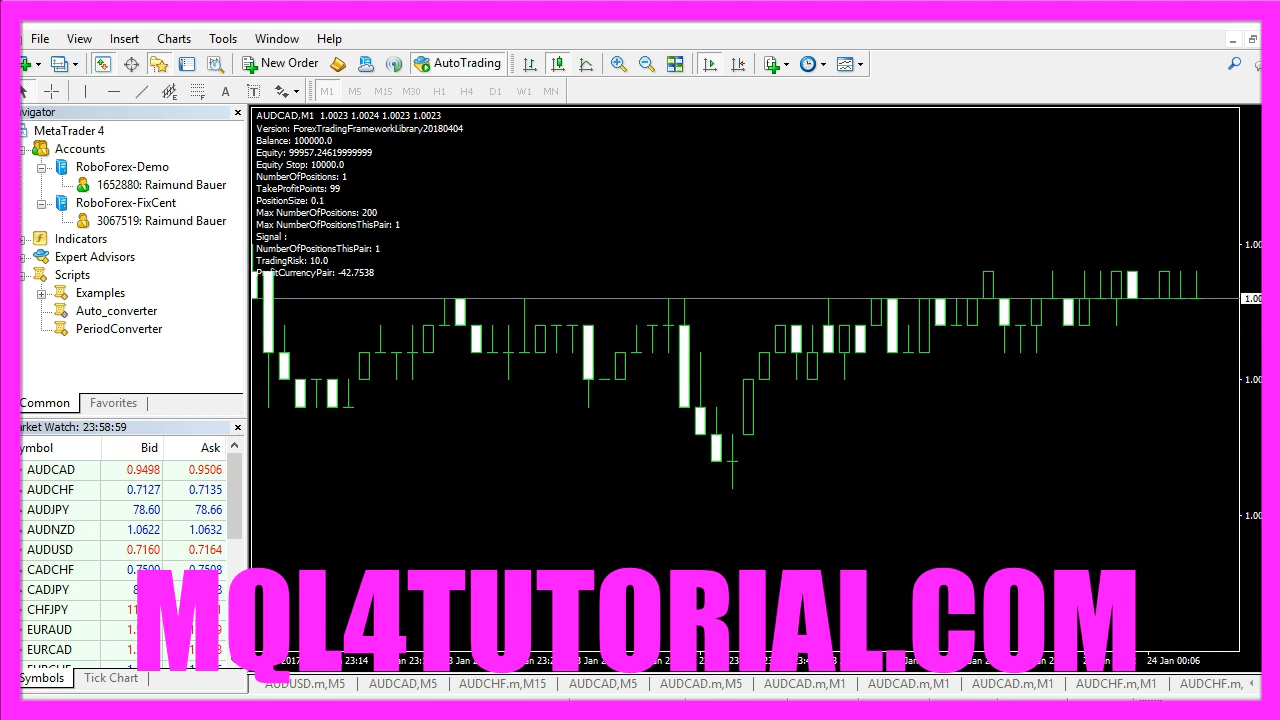 File View Insert Charts Tools Window Help
New Order AutoTrading
A T M1 M5 M15 M30 H1 H4 D1 W1 MN
MetaTrader 4
Accounts
RoboForex-Demo
1652880: Raimund Bauer
RoboForex-FixCent
3067519: Raimund Bauer
Indicators
Expert Advisors
Scripts
Examples
Auto_converter
PeriodConverter
Common Favorites
AUDCAD,M1 1.0023 1.0024 1.0023 1.0023
Version: ForexTradingFrameworkLibrary20180404
Balance: 100000.0
Equity: 99957.24619999999
Equity Stop: 10000.0
NumberOfPositions: 1
TakeProfitPoints: 99
PositionSize: 0.1
Max NumberOfPositions: 200
Max NumberOfPositionsThisPair: 1
Signal :
NumberOfPositionsThisPair: 1
TradingRisk: 10.0
ProfitCurrencyPair: -42.7538
Watch: 23:58:59
Bid Ask
AUDCAD 0.9498 0.9506
AUDCHF 0.7127 0.7135
AUDJPY 78.60 78.66
AUDNZD 1.0622 1.0632
AUDUSD 0.7160 0.7164
CADCHF
CADJPY
CHFJPY
EURAUD
EURCAD
Symbols Tick Chart
MQL4TUTORIAL.COM
23:14 24 Jan 00:06
AUDUSD.m,M5 AUDCAD,M5 AUDCHF.m,M15 AUDCAD,M5 AUDCAD.m,M5 AUDCAD.m,M1 AUDCAD.m,M1 AUDCAD.m,M1 AUDCHF.m,M1 AUDCHF.m,